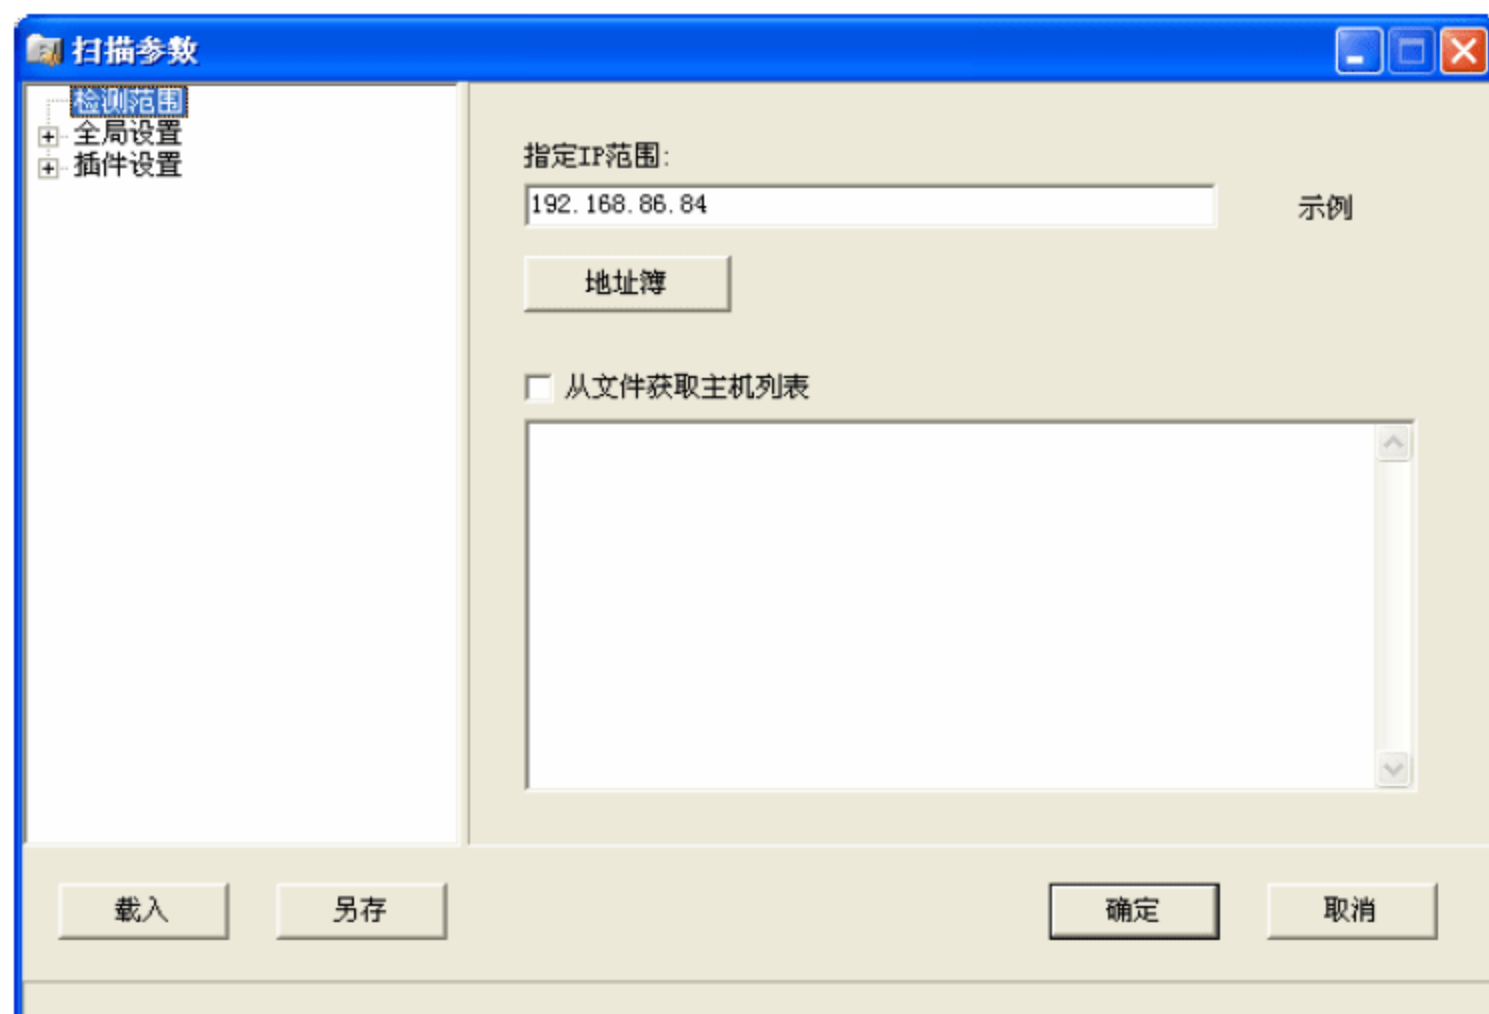 扫描参数
检测范围
全局设置
插件设置
指定IP范围:
192.168.86.84
示例
地址簿
从文件获取主机列表
载入
另存
确定
取消